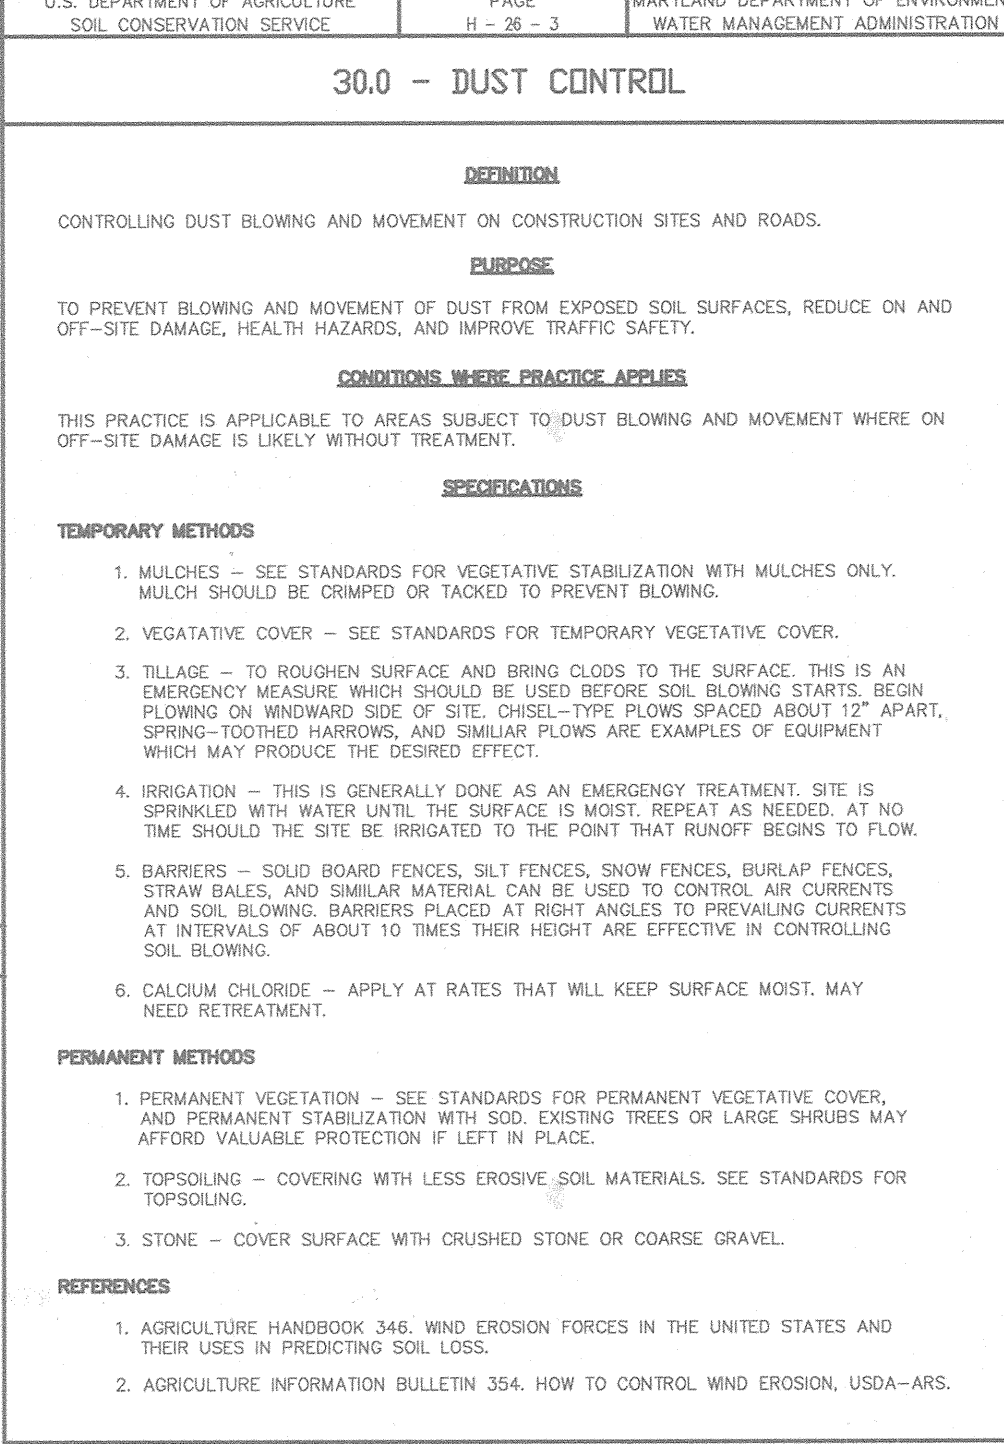 U.S. DEPARTMENT OF AGRICULTURE
SOIL CONSERVATION SERVICE
PAGE
H - 26 - 3
MARYLAND DEPARTMENT OF ENVIRONMEN
WATER MANAGEMENT ADMINISTRATION
30.0 - DUST CONTROL
DEFINITION
CONTROLLING DUST BLOWING AND MOVEMENT ON CONSTRUCTION SITES AND ROADS.
PURPOSE
TO PREVENT BLOWING AND MOVEMENT OF DUST FROM EXPOSED SOIL SURFACES, REDUCE ON AND
OFF-SITE DAMAGE, HEALTH HAZARDS, AND IMPROVE TRAFFIC SAFETY.
CONDITIONS WHERE PRACTICE APPLIES
THIS PRACTICE IS APPLICABLE TO AREAS SUBJECT TO DUST BLOWING AND MOVEMENT WHERE ON
OFF-SITE DAMAGE IS LIKELY WITHOUT TREATMENT.
SPECIFICATIONS
TEMPORARY METHODS
1. MULCHES - SEE STANDARDS FOR VEGETATIVE STABILIZATION WITH MULCHES ONLY.
MULCH SHOULD BE CRIMPED OR TACKED TO PREVENT BLOWING.
2. VEGATATIVE COVER - SEE STANDARDS FOR TEMPORARY VEGETATIVE COVER.
3. TILLAGE - TO ROUGHEN SURFACE AND BRING CLODS TO THE SURFACE. THIS IS AN
EMERGENCY MEASURE WHICH SHOULD BE USED BEFORE SOIL BLOWING STARTS. BEGIN
PLOWING ON WINDWARD SIDE OF SITE. CHISEL-TYPE PLOWS SPACED ABOUT 12" APART,
SPRING-TOOTHED HARROWS, AND SIMILIAR PLOWS ARE EXAMPLES OF EQUIPMENT
WHICH MAY PRODUCE THE DESIRED EFFECT.
4. IRRIGATION - THIS IS GENERALLY DONE AS AN EMERGENGY TREATMENT. SITE IS
SPRINKLED WITH WATER UNTIL THE SURFACE IS MOIST. REPEAT AS NEEDED. AT NO
TIME SHOULD THE SITE BE IRRIGATED TO THE POINT THAT RUNOFF BEGINS TO FLOW.
5. BARRIERS - SOLID BOARD FENCES, SILT FENCES, SNOW FENCES, BURLAP FENCES,
STRAW BALES, AND SIMIILAR MATERIAL CAN BE USED TO CONTROL AIR CURRENTS
AND SOIL BLOWING. BARRIERS PLACED AT RIGHT ANGLES TO PREVAILING CURRENTS
AT INTERVALS OF ABOUT 10 TIMES THEIR HEIGHT ARE EFFECTIVE IN CONTROLLING
SOIL BLOWING.
6. CALCIUM CHLORIDE - APPLY AT RATES THAT WILL KEEP SURFACE MOIST. MAY
NEED RETREATMENT.
PERMANENT METHODS
1. PERMANENT VEGETATION - SEE STANDARDS FOR PERMANENT VEGETATIVE COVER,
AND PERMANENT STABILIZATION WITH SOD. EXISTING TREES OR LARGE SHRUBS MAY
AFFORD VALUABLE PROTECTION IF LEFT IN PLACE.
2. TOPSOILING - COVERING WITH LESS EROSIVE SOIL MATERIALS. SEE STANDARDS FOR
TOPSOILING.
3. STONE - COVER SURFACE WITH CRUSHED STONE OR COARSE GRAVEL.
REFERENCES
1. AGRICULTURE HANDBOOK 346. WIND EROSION FORCES IN THE UNITED STATES AND
THEIR USES IN PREDICTING SOIL LOSS.
2. AGRICULTURE INFORMATION BULLETIN 354. HOW TO CONTROL WIND EROSION, USDA-ARS.